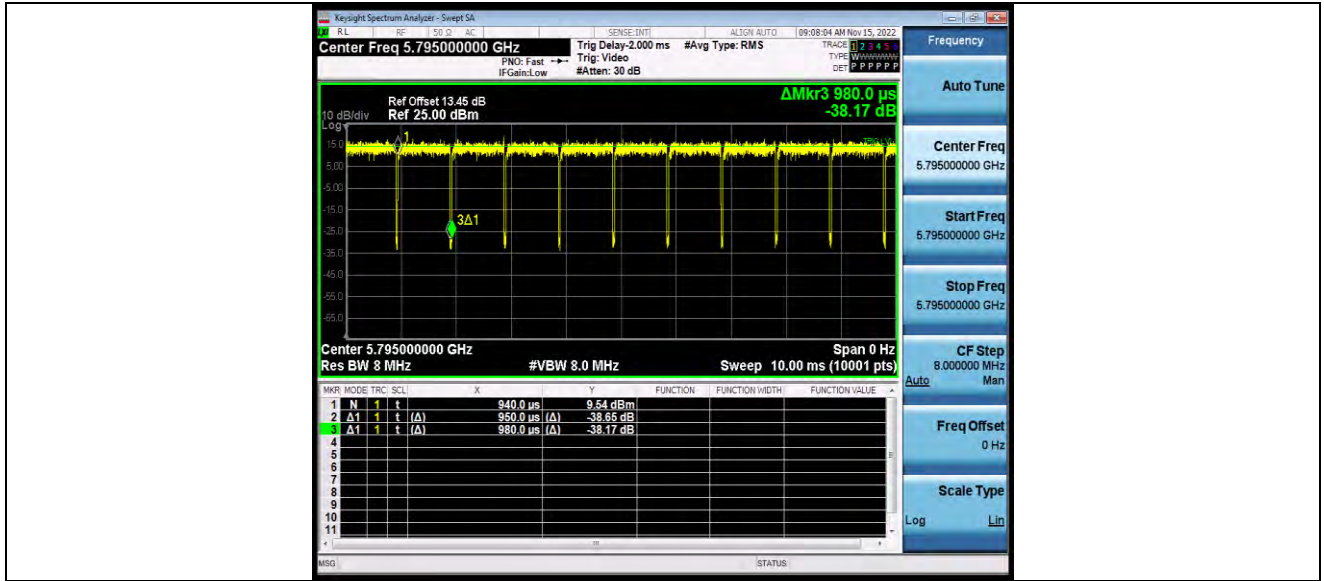 Keysight Spectrum Analyzer - Swept SA
RL RF 50 Ω AC SENSE:INT ALIGN AUTO 09:08:04 AM Nov 15, 2022
Center Freq 5.795000000 GHz
PNO: Fast
IFGain:Low
Trig Delay-2.000 ms
Trig: Video
#Atten: 30 dB
#Avg Type: RMS
TRACE 1 2 3 4 5 6
TYPE WWWWWW
DET P P P P P P
ΔMkr3 980.0 µs
-38.17 dB
Ref Offset 13.45 dB
10 dB/div Ref 25.00 dBm
Log
15.0
5.00
-5.00
-15.0
-25.0
-35.0
-45.0
-55.0
-65.0
1
3Δ1
Center 5.795000000 GHz Span 0 Hz
Res BW 8 MHz #VBW 8.0 MHz Sweep 10.00 ms (10001 pts)
MKR MODE TRC SCL X Y FUNCTION FUNCTION WIDTH FUNCTION VALUE
1 N 1 t 940.0 µs 9.54 dBm
2 Δ1 1 t (Δ) 950.0 µs (Δ) -38.65 dB
3 Δ1 1 t (Δ) 980.0 µs (Δ) -38.17 dB
4
5
6
7
8
9
10
11
MSG STATUS
Frequency
Auto Tune
Center Freq
5.795000000 GHz
Start Freq
5.795000000 GHz
Stop Freq
5.795000000 GHz
CF Step
8.000000 MHz
Auto Man
Freq Offset
0 Hz
Scale Type
Log Lin